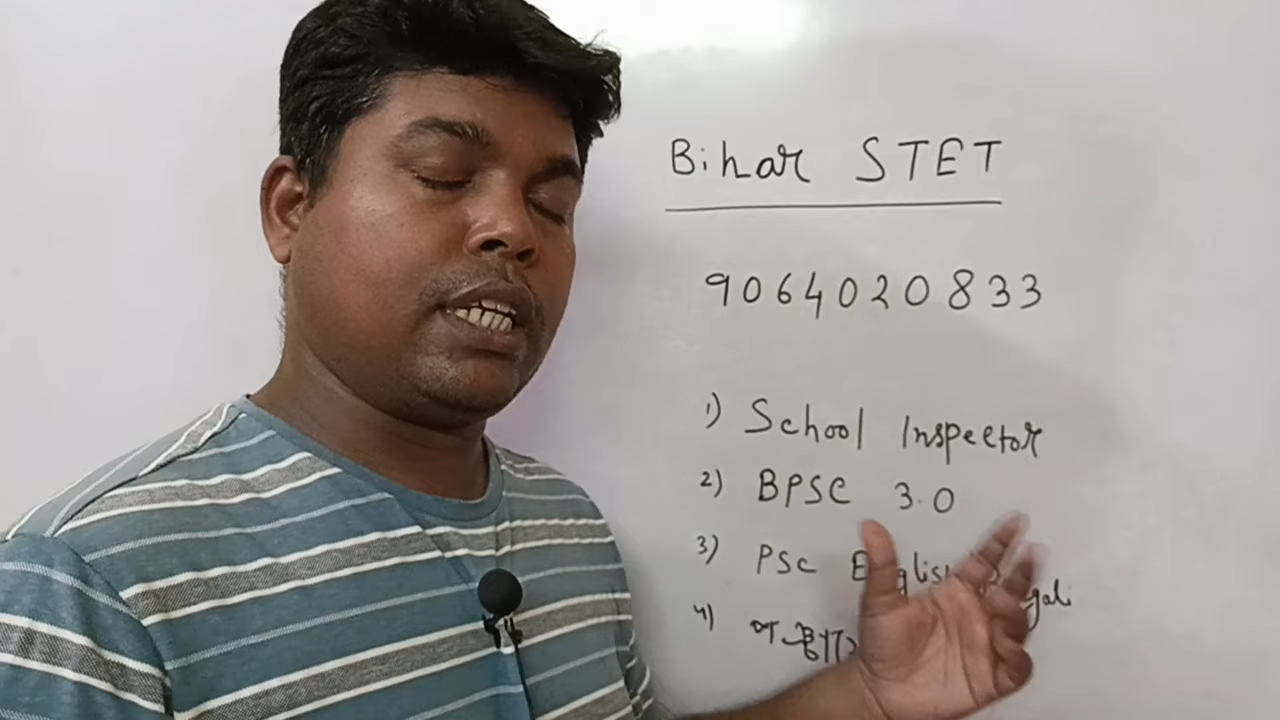 Bihar STET
9064020833
1) School Inspector
2) BPSC 3.0
3) PSC
4)